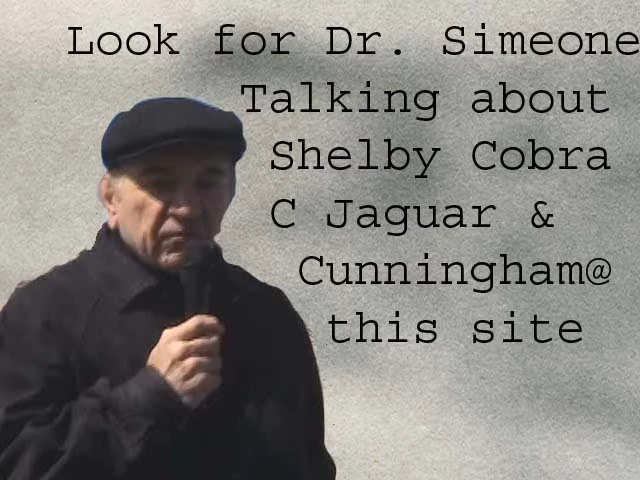 Look for Dr. Simeone
Talking about
Shelby Cobra
C Jaguar &
Cunningham@
this site